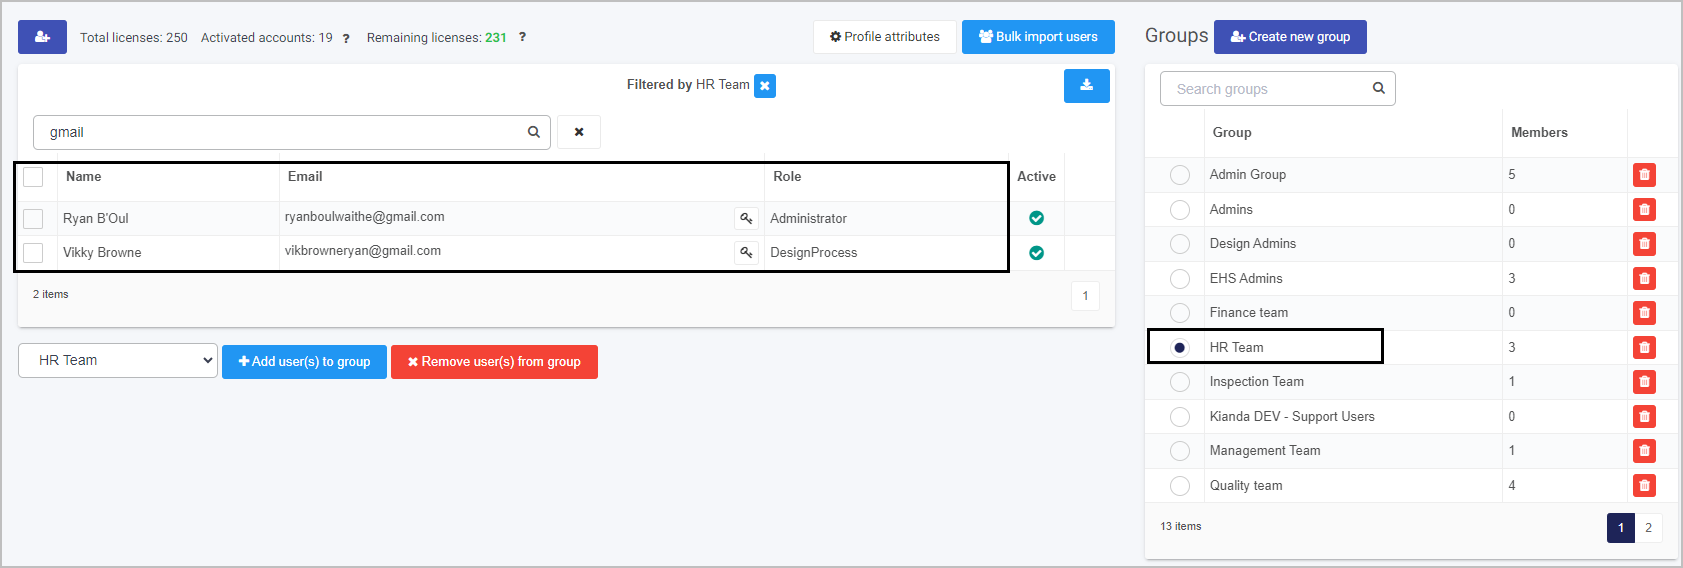 Total licenses: 250 Activated accounts: 19 ? Remaining licenses: 231 ?
Profile attributes
Bulk import users
Filtered by HR Team
gmail
Name Email Role Active
Ryan B'Oul ryanboulwaithe@gmail.com Administrator
Vikky Browne vikbrowneryan@gmail.com DesignProcess
2 items 1
HR Team
Add user(s) to group
Remove user(s) from group
Groups
Create new group
Search groups
Group Members
Admin Group 5
Admins 0
Design Admins 0
EHS Admins 3
Finance team 0
HR Team 3
Inspection Team 1
Kianda DEV - Support Users 0
Management Team 1
Quality team 4
13 items 1 2